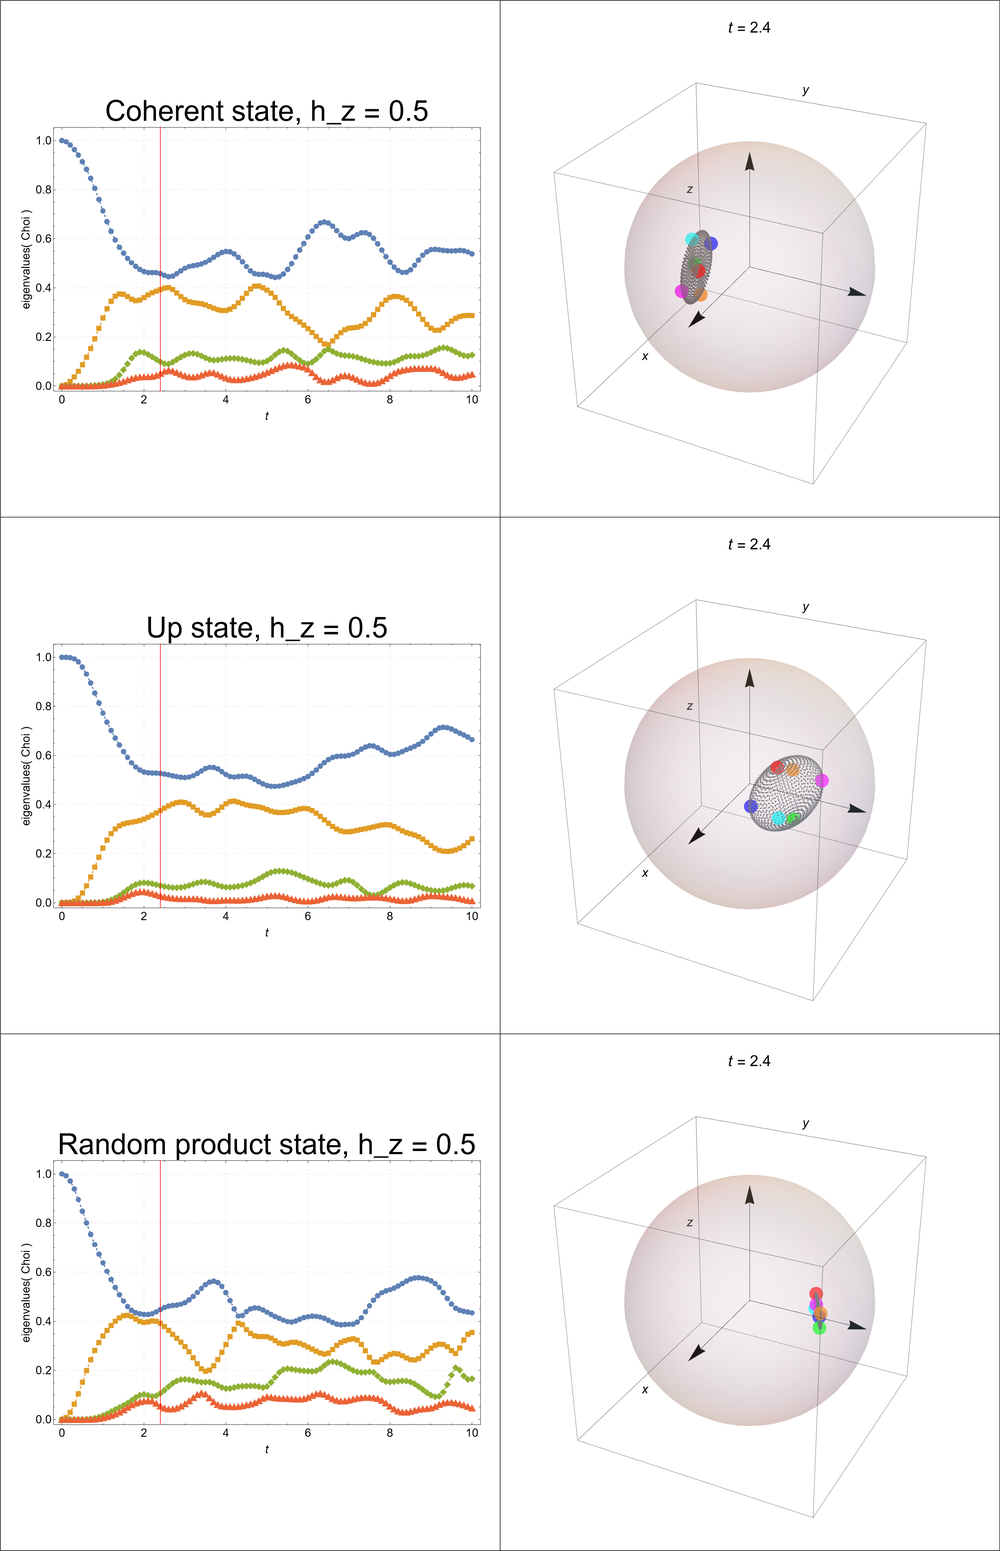 Coherent state, h_z = 0.5
eigenvalues( Choi )
1.0
0.8
0.6
0.4
0.2
0.0
0 2 4 6 8 10
t
t = 2.4
y
z
x
Up state, h_z = 0.5
eigenvalues( Choi )
1.0
0.8
0.6
0.4
0.2
0.0
0 2 4 6 8 10
t
t = 2.4
y
z
x
Random product state, h_z = 0.5
eigenvalues( Choi )
1.0
0.8
0.6
0.4
0.2
0.0
0 2 4 6 8 10
t
t = 2.4
y
z
x